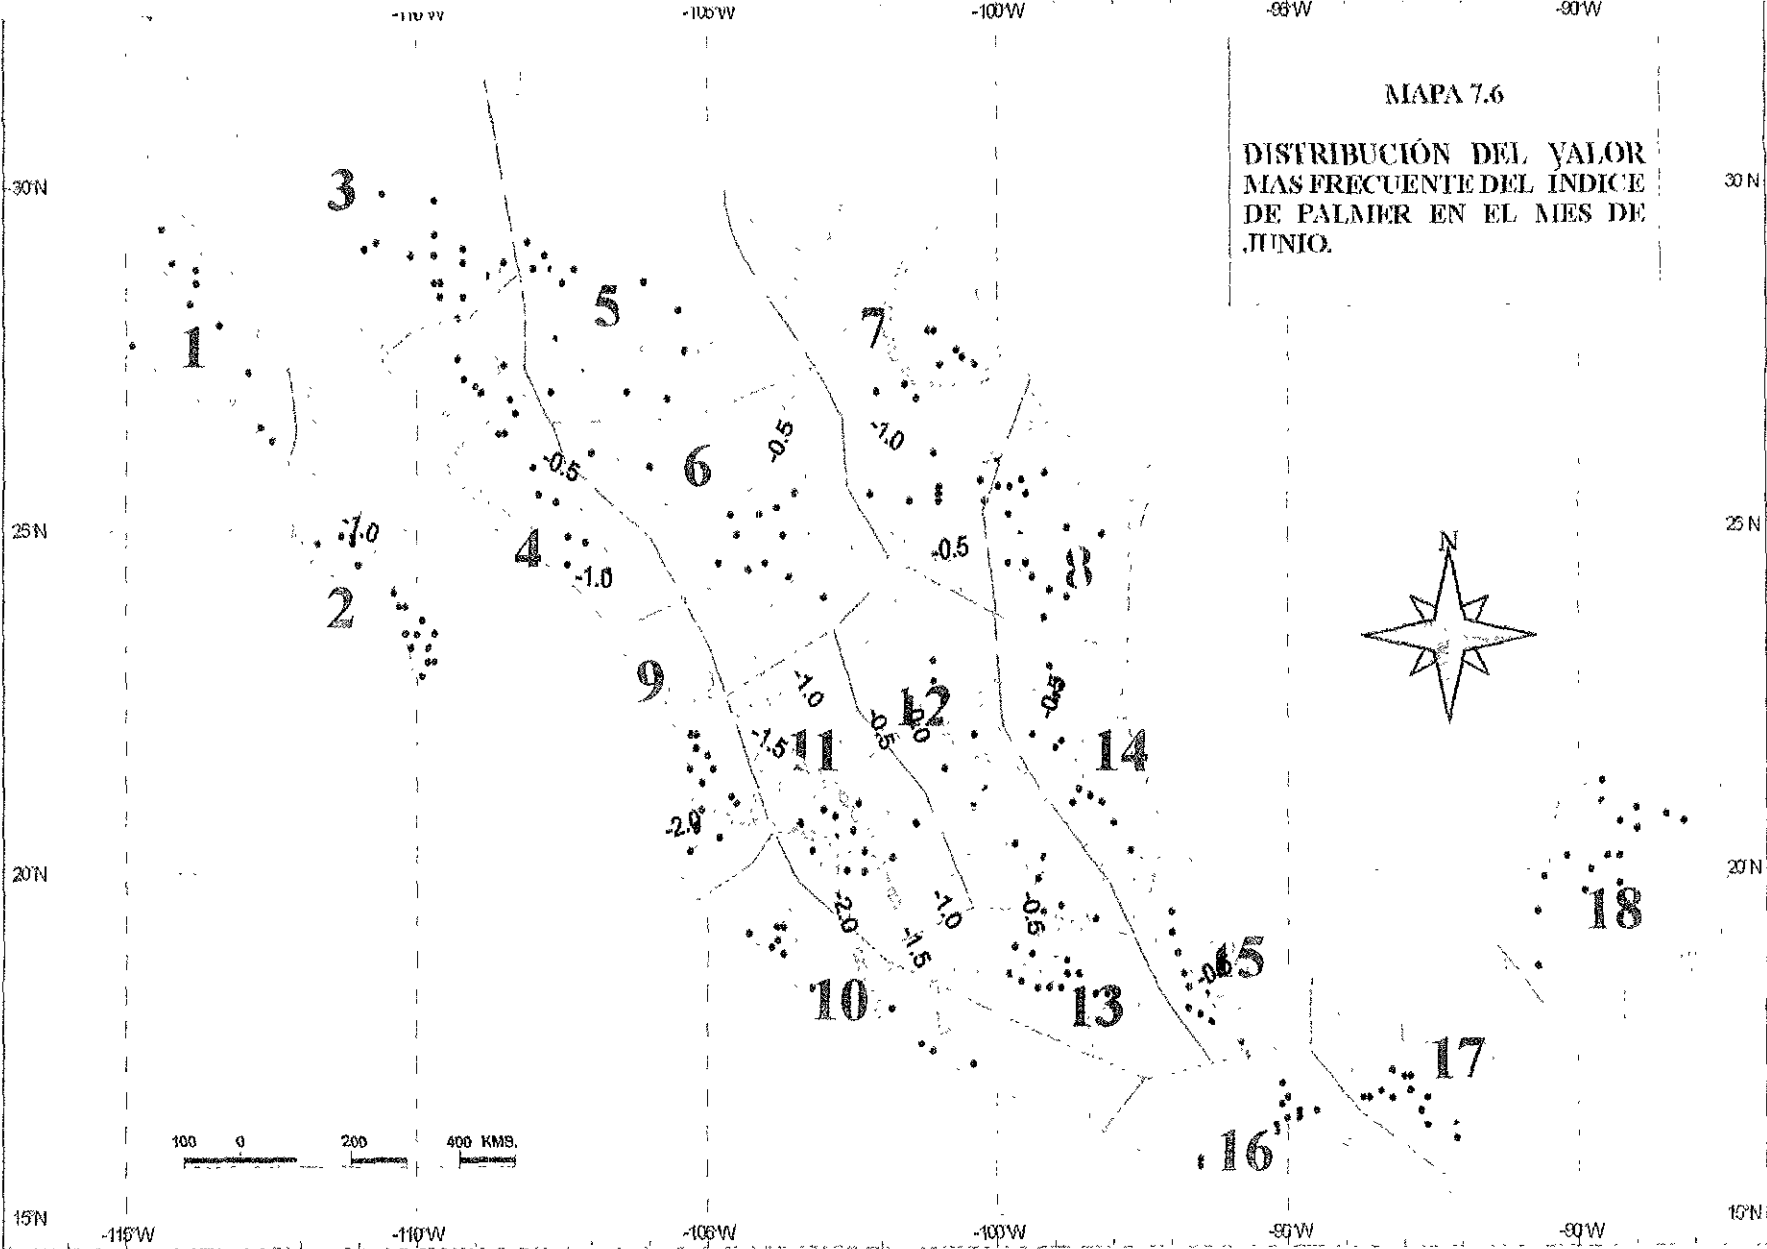 -110°W
-105°W
-100°W
-95°W
-90°W
MAPA 7.6
DISTRIBUCIÓN DEL VALOR
MAS FRECUENTE DEL INDICE
DE PALMER EN EL MES DE
JUNIO.
30°N
30 N
3
5
7
1
-0.5
-1.0
6
-0.5
25°N
25 N
-1.0
4
-0.5
8
N
-1.0
2
9
-1.0
12
-0.5
-0.5
-1.5
11
14
-2.0
20°N
20 N
-2.0
-1.0
-0.5
18
-1.5
15
10
13
17
16
100 0 200 400 KMS.
15°N
15°N
-115°W
-110°W
-105°W
-100°W
-95°W
-90°W